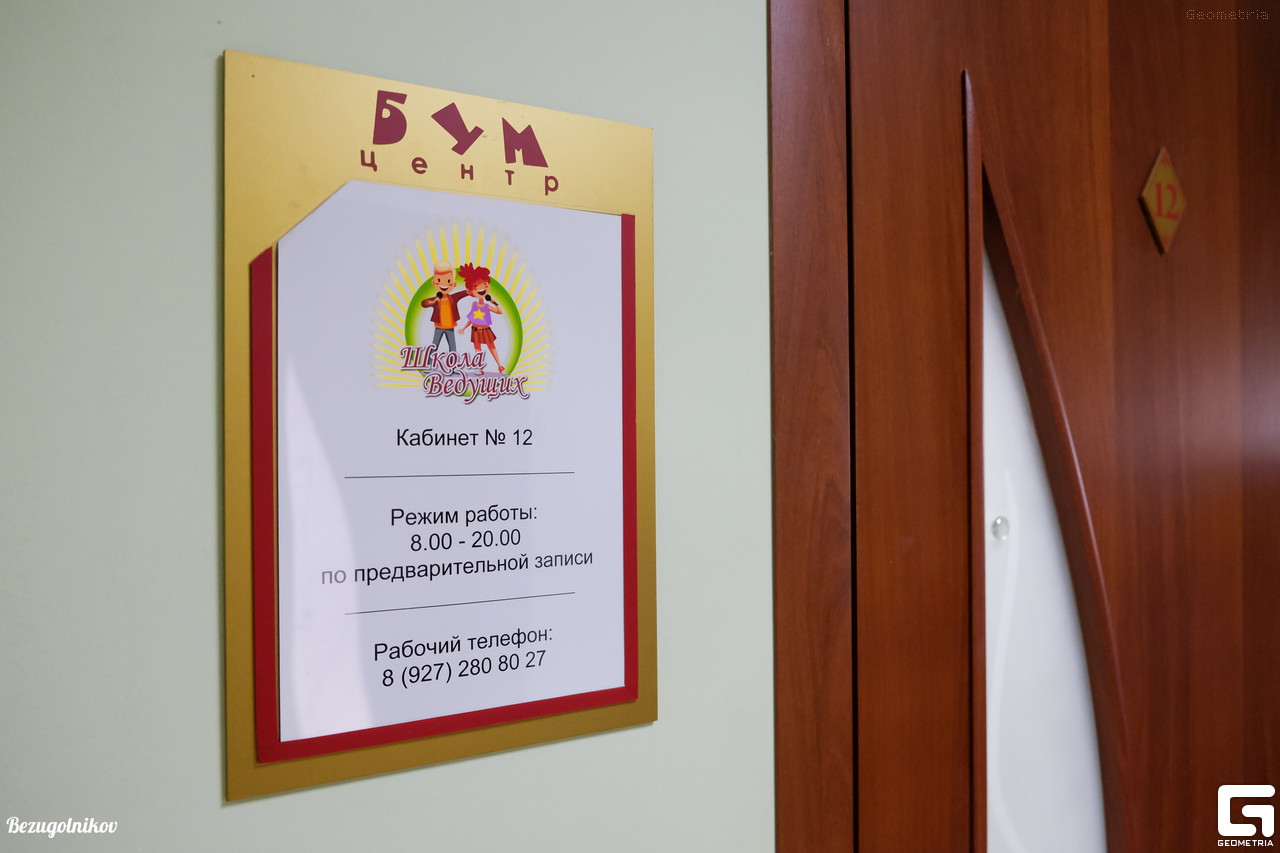 Geometria
БУМ
центр
Школа
Ведущих
Кабинет № 12
Режим работы:
8.00 - 20.00
по предварительной записи
Рабочий телефон:
8 (927) 280 80 27
12
Bezugolnikov
GEOMETRIA